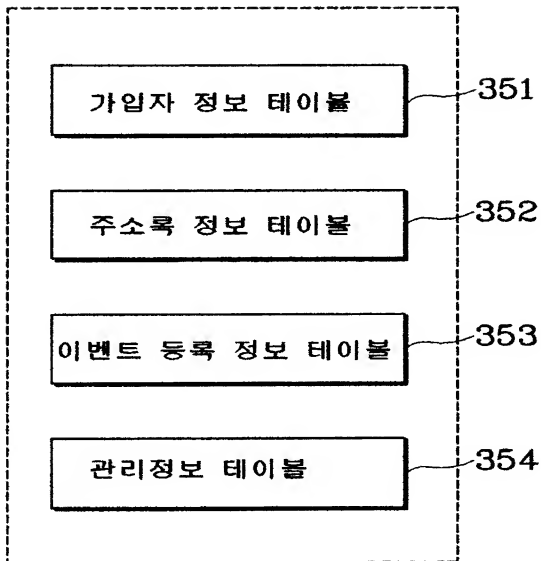 가입자 정보 테이블 351
주소록 정보 테이블 352
이벤트 등록 정보 테이블 353
관리정보 테이블 354